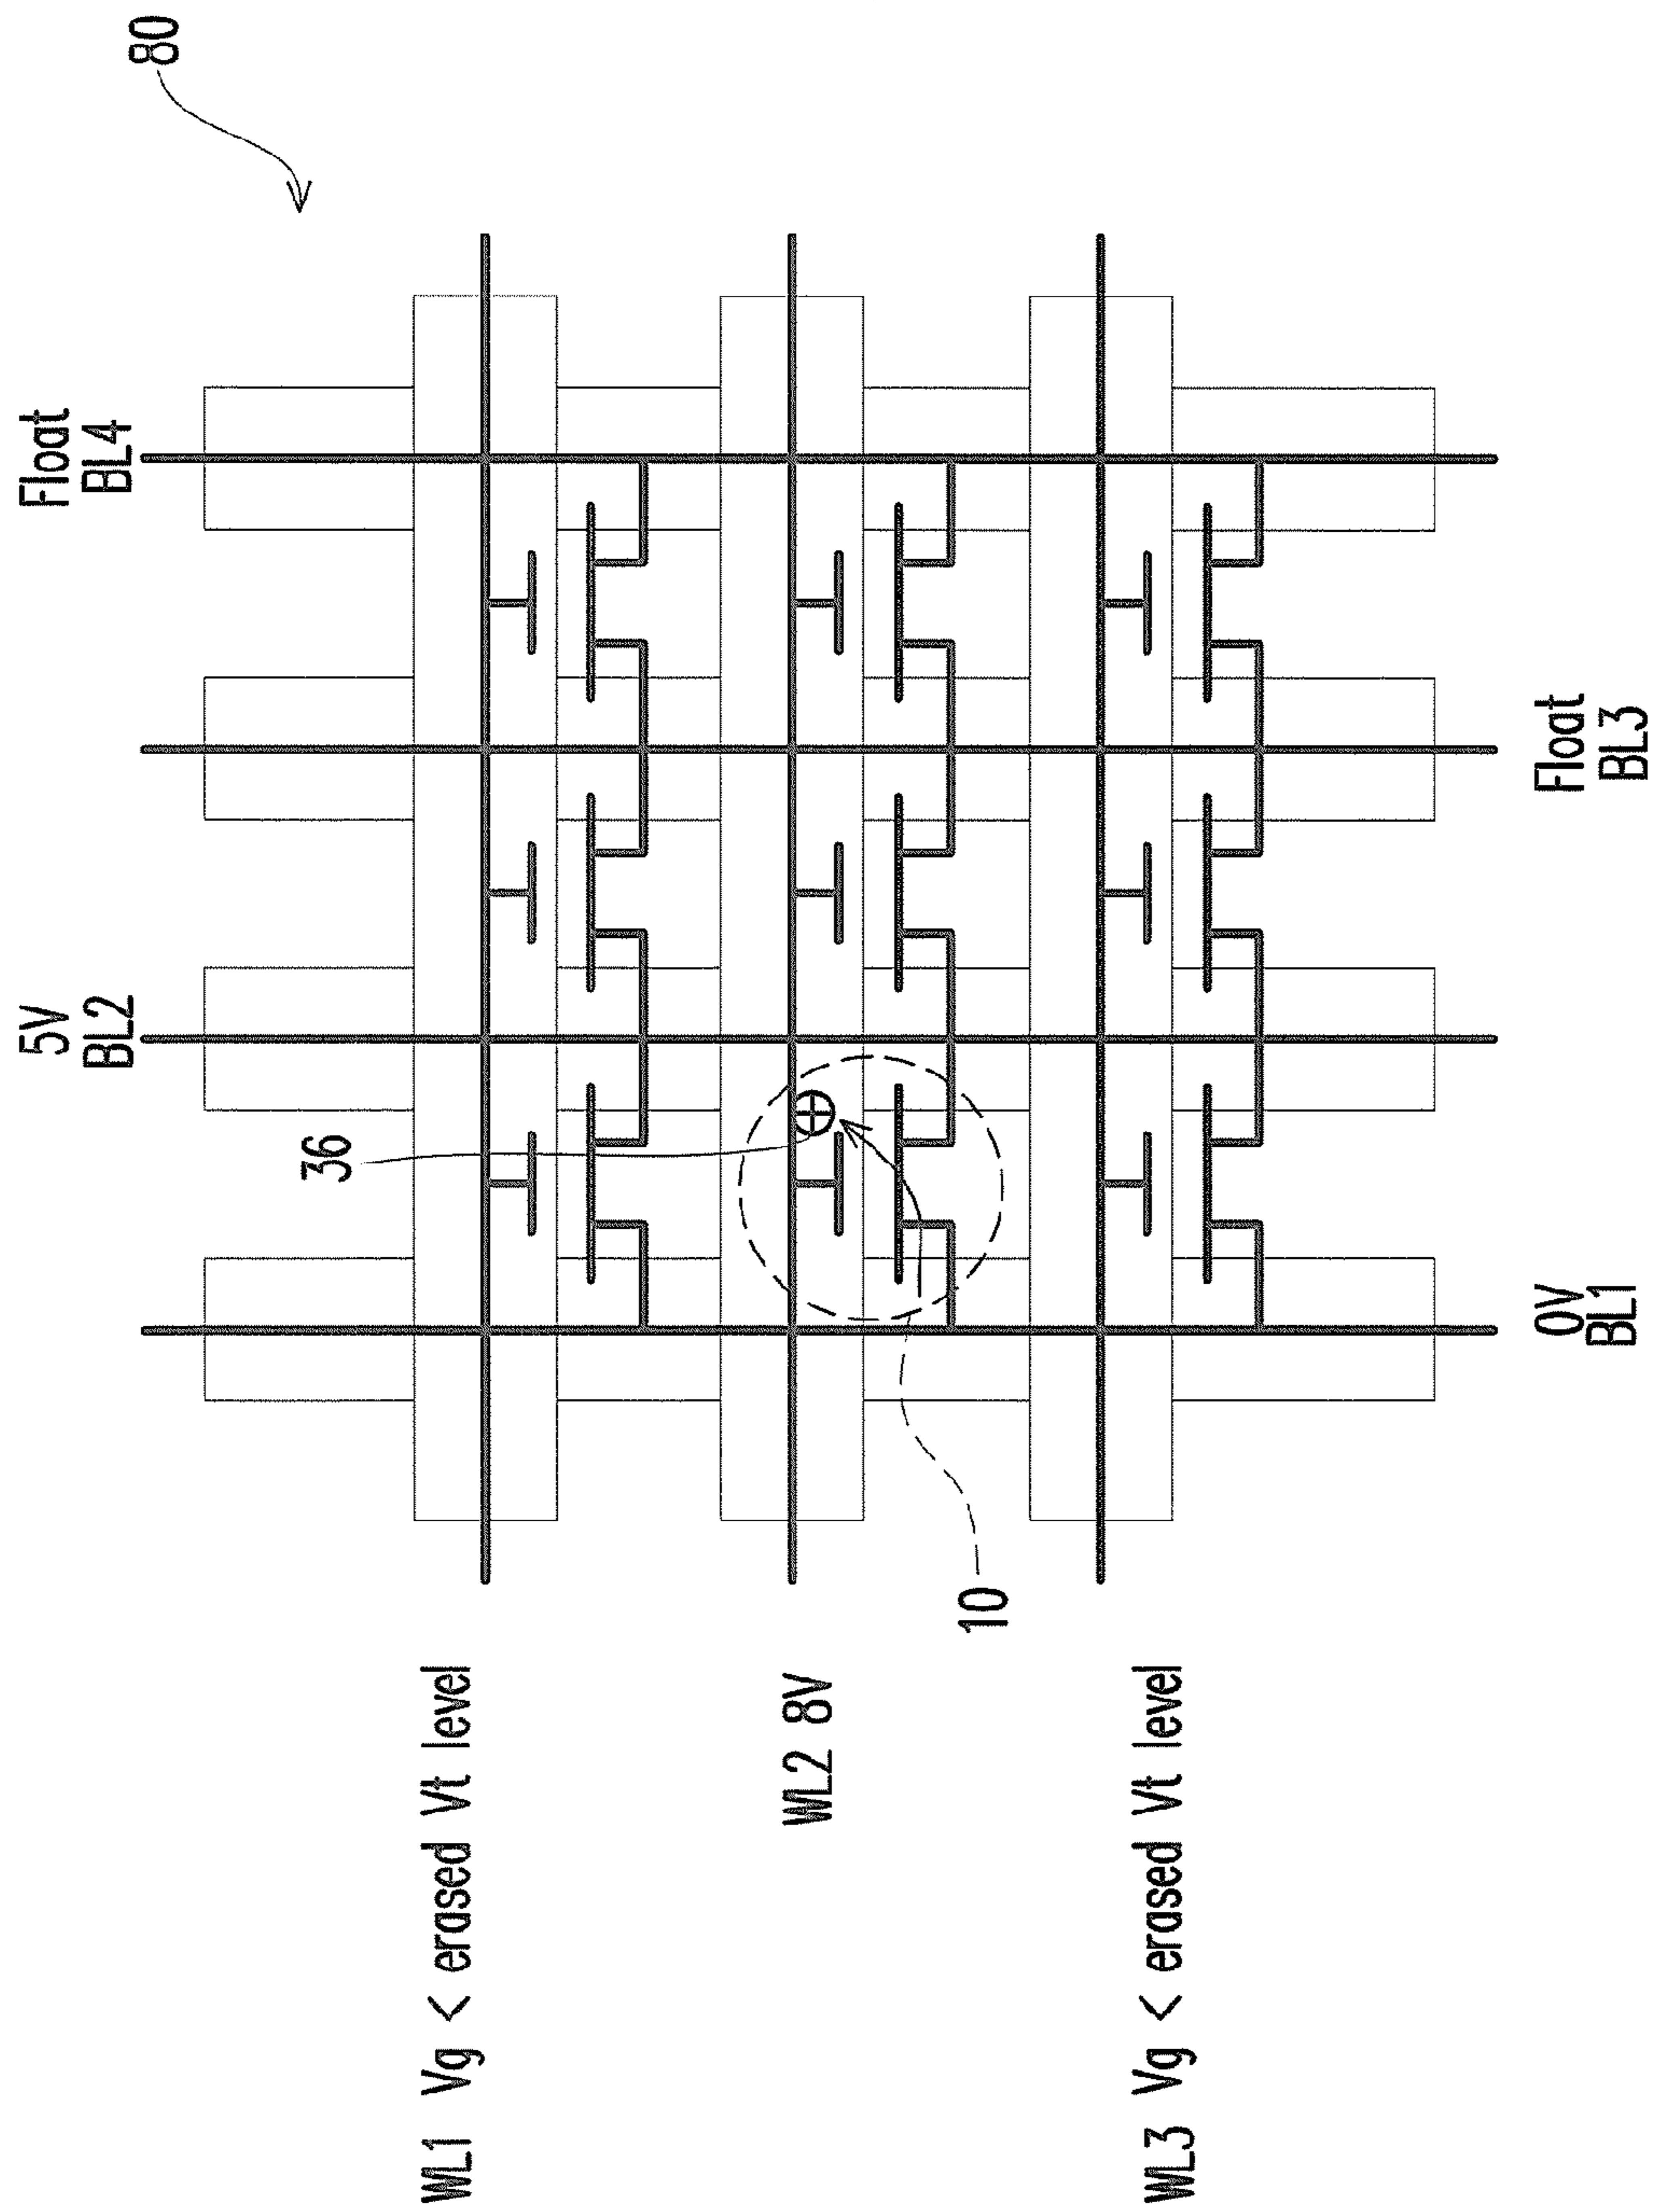 80
Float
BL4
5V
BL2
36
10
Float
BL3
0V
BL1
WL1 Vg < erased Vt level
WL2 8V
WL3 Vg < erased Vt level